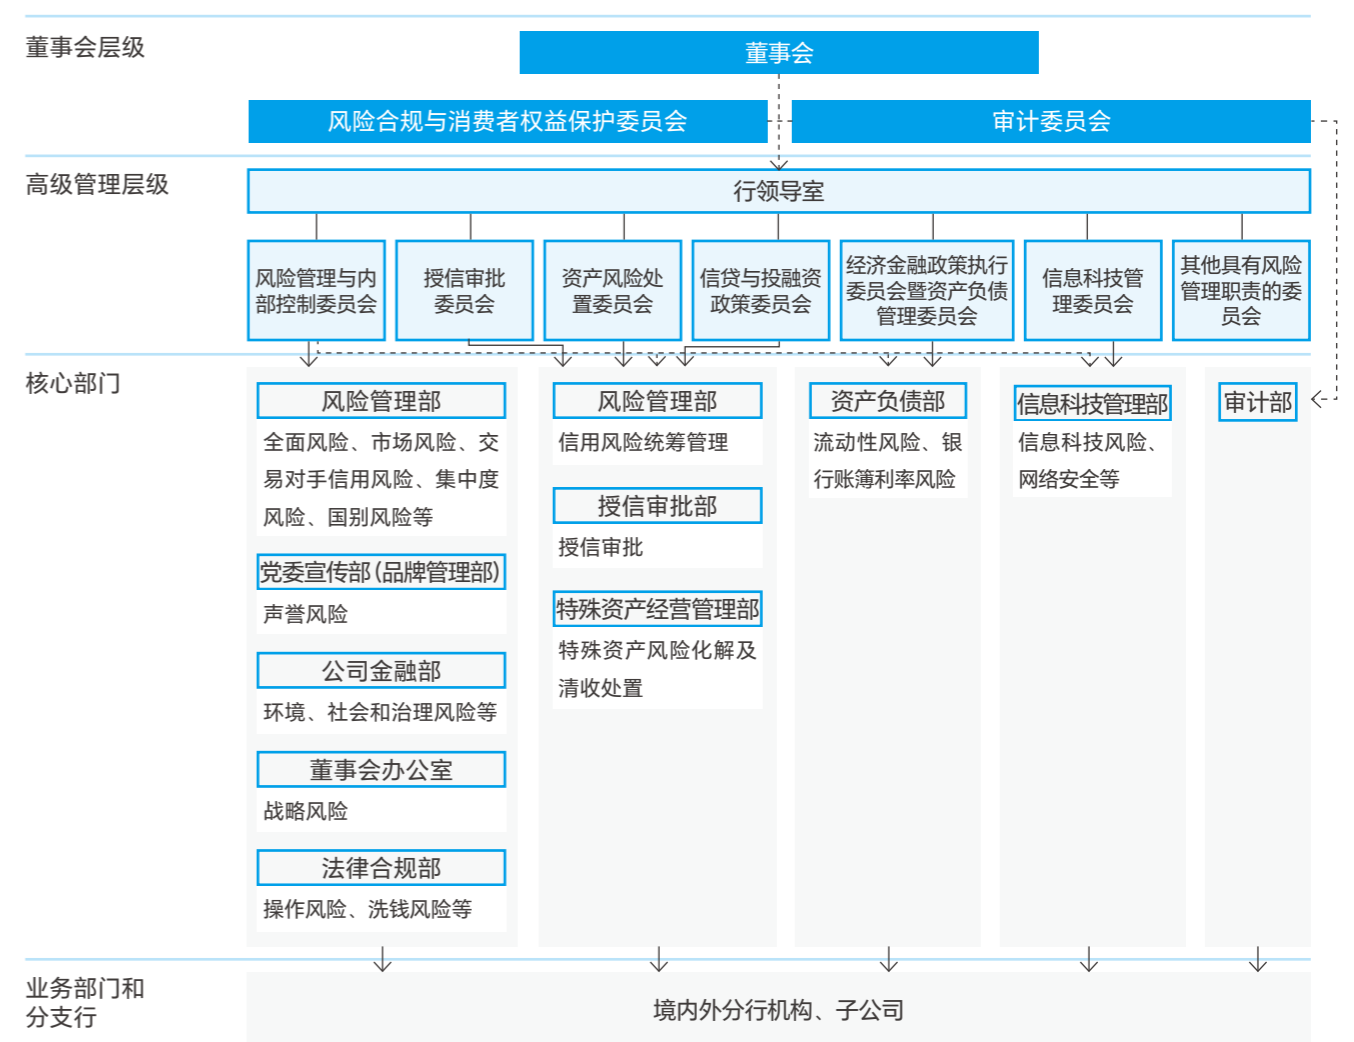 董事会层级
董事会
风险合规与消费者权益保护委员会
审计委员会
高级管理层级
行领导室
风险管理与内
部控制委员会
授信审批
委员会
资产风险处
置委员会
信贷与投融资
政策委员会
经济金融政策执行
委员会暨资产负债
管理委员会
信息科技管
理委员会
其他具有风险
管理职责的委
员会
核心部门
风险管理部
全面风险、市场风险、交
易对手信用风险、集中度
风险、国别风险等
党委宣传部(品牌管理部)
声誉风险
公司金融部
环境、社会和治理风险等
董事会办公室
战略风险
法律合规部
操作风险、洗钱风险等
风险管理部
信用风险统筹管理
授信审批部
授信审批
特殊资产经营管理部
特殊资产风险化解及
清收处置
资产负债部
流动性风险、银
行账簿利率风险
信息科技管理部
信息科技风险、
网络安全等
审计部
业务部门和
分支行
境内外分行机构、子公司